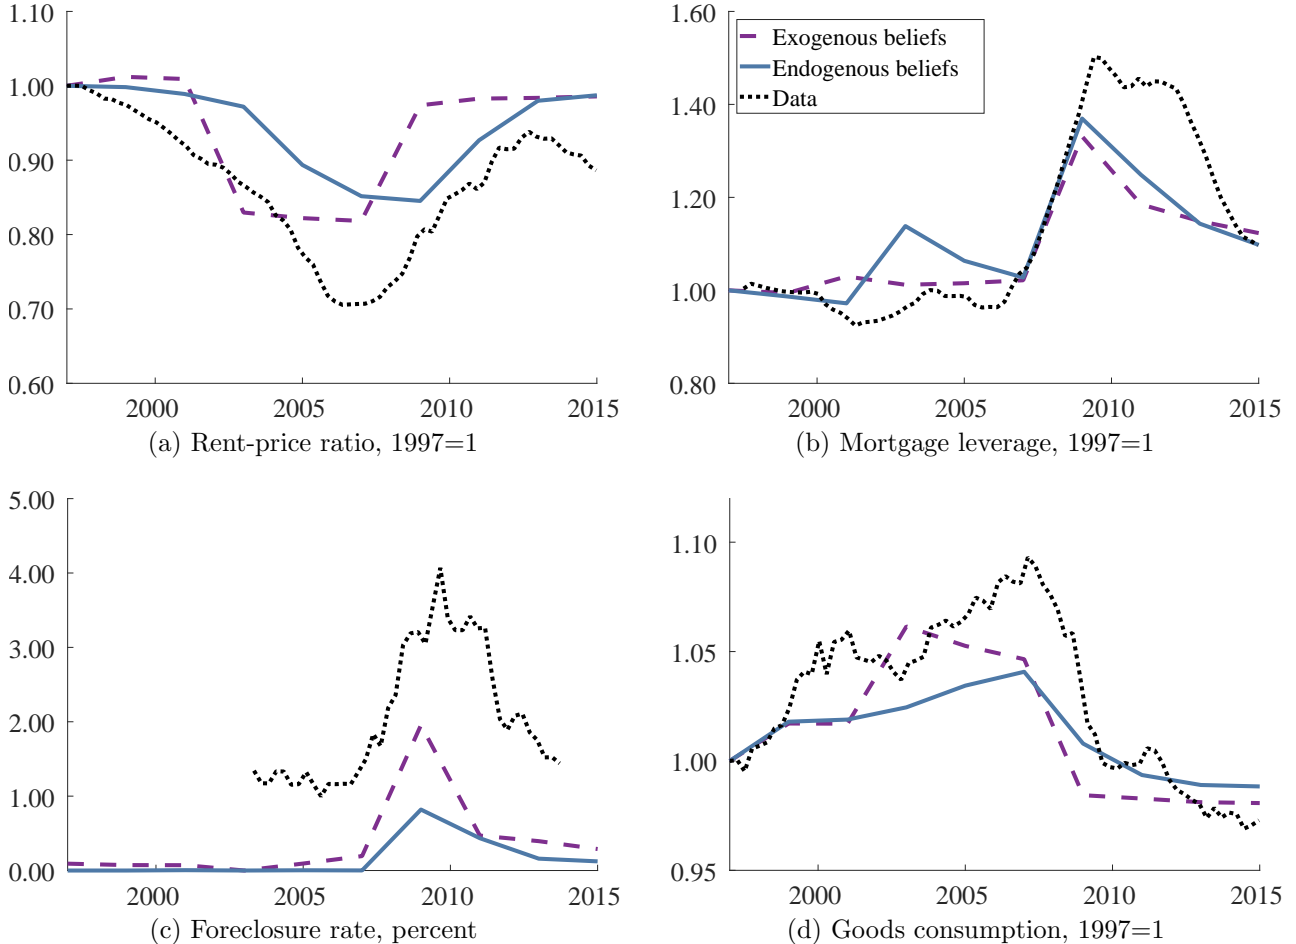 1.10
1.00
0.90
0.80
0.70
0.60
2000 2005 2010 2015
(a) Rent-price ratio, 1997=1
1.60
1.40
1.20
1.00
0.80
Exogenous beliefs
Endogenous beliefs
Data
2000 2005 2010 2015
(b) Mortgage leverage, 1997=1
5.00
4.00
3.00
2.00
1.00
0.00
2000 2005 2010 2015
(c) Foreclosure rate, percent
1.10
1.05
1.00
0.95
2000 2005 2010 2015
(d) Goods consumption, 1997=1